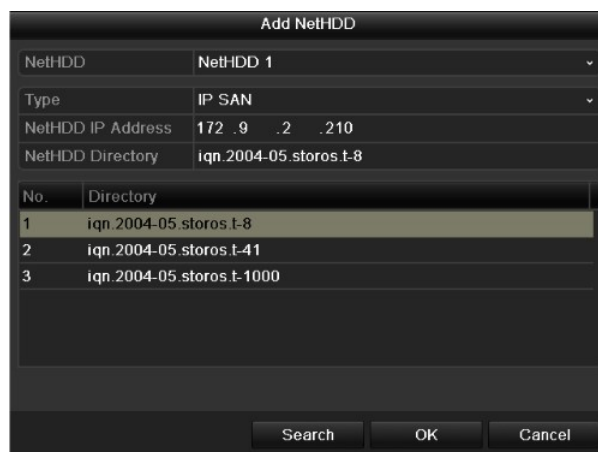 Add NetHDD
NetHDD NetHDD 1
Type IP SAN
NetHDD IP Address 172 .9 .2 .210
NetHDD Directory iqn.2004-05.storos.t-8
No. Directory
1 iqn.2004-05.storos.t-8
2 iqn.2004-05.storos.t-41
3 iqn.2004-05.storos.t-1000
Search OK Cancel